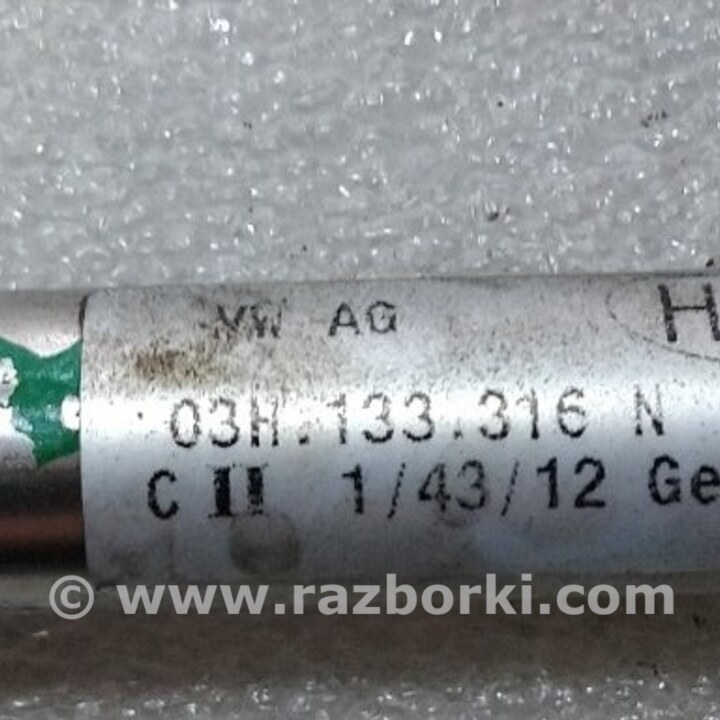 VW AG H
03H.133.316 N
C II 1/43/12 Ge
© www.razborki.com